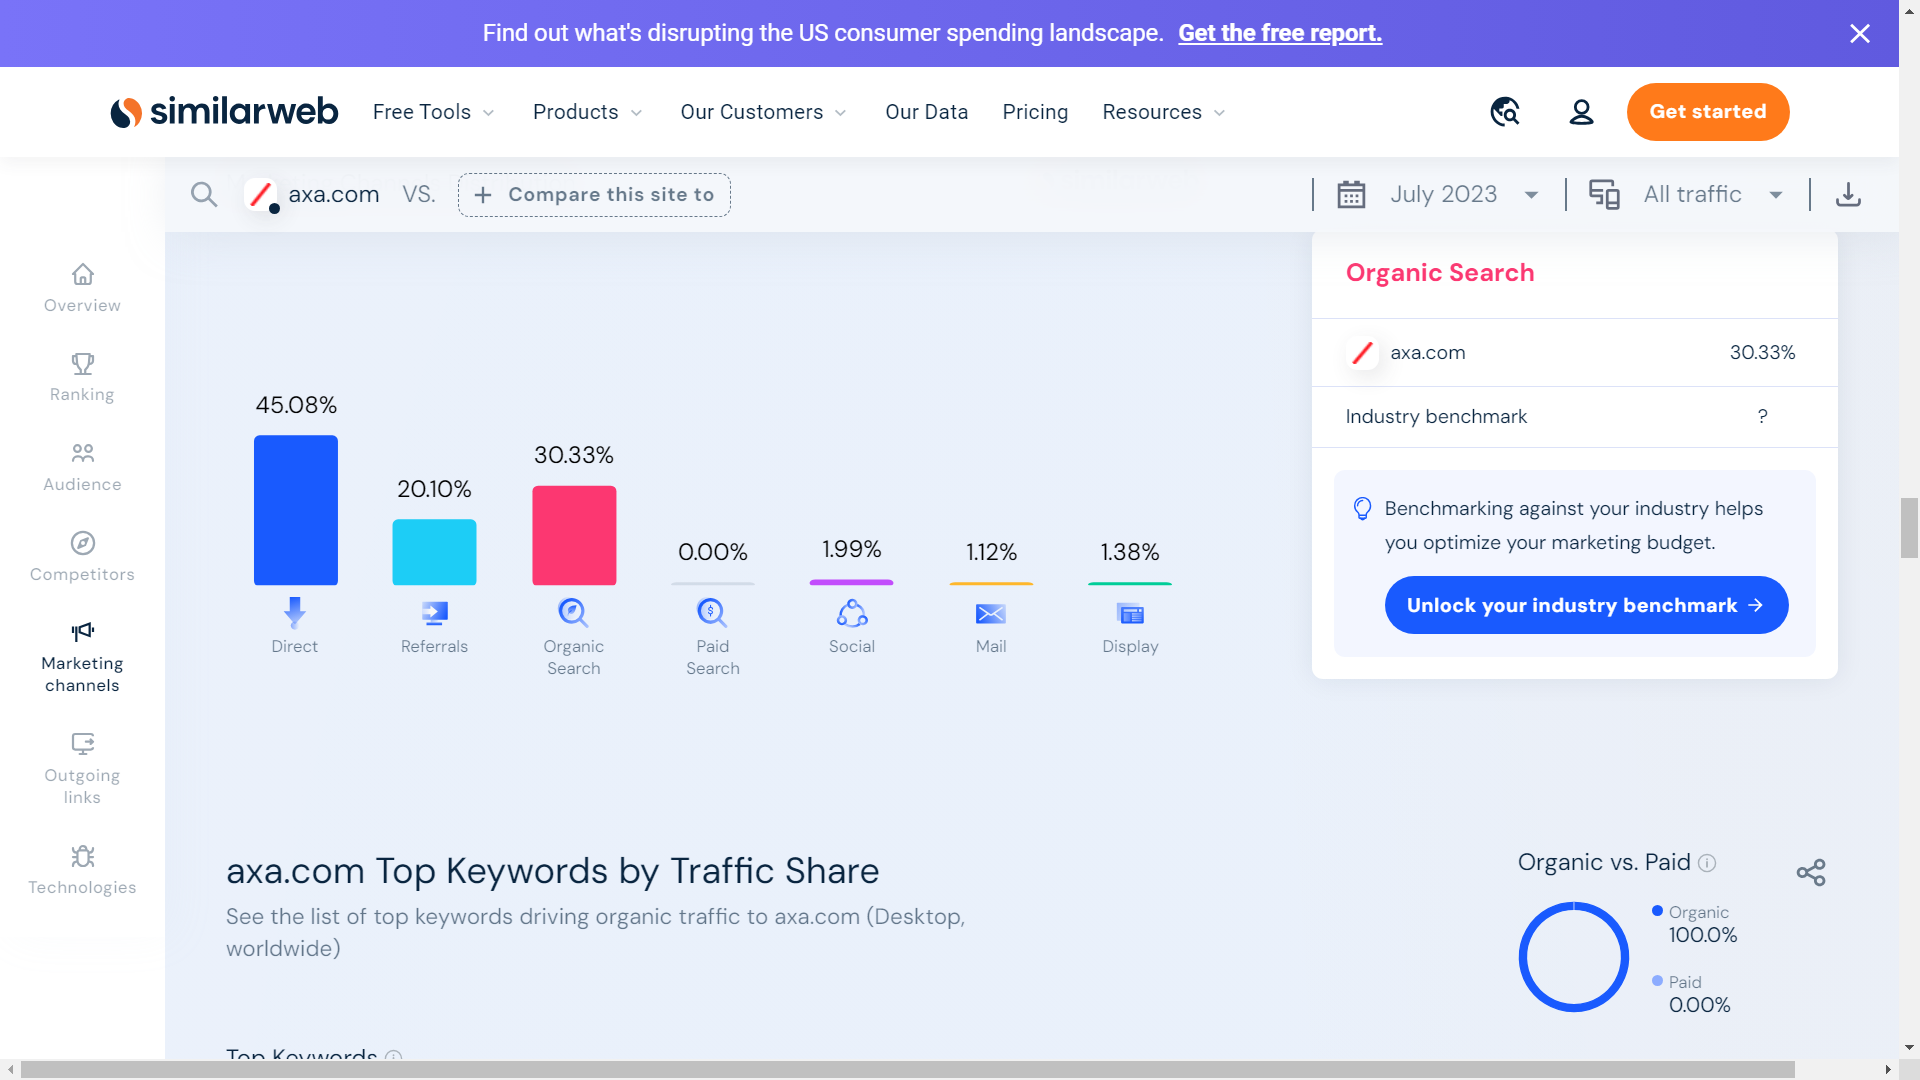 Find out what's disrupting the US consumer spending landscape. Get the free report.
similarweb
Free Tools
Products
Our Customers
Our Data
Pricing
Resources
Get started
axa.com VS. + Compare this site to
July 2023
All traffic
Overview
Ranking
Audience
Competitors
Marketing
channels
Outgoing
links
Technologies
45.08%
20.10%
30.33%
0.00%
1.99%
1.12%
1.38%
Direct
Referrals
Organic
Search
Paid
Search
Social
Mail
Display
Organic Search
axa.com 30.33%
Industry benchmark ?
Benchmarking against your industry helps
you optimize your marketing budget.
Unlock your industry benchmark →
axa.com Top Keywords by Traffic Share
See the list of top keywords driving organic traffic to axa.com (Desktop,
worldwide)
Organic vs. Paid
Organic
100.0%
Paid
0.00%
Top Keywords